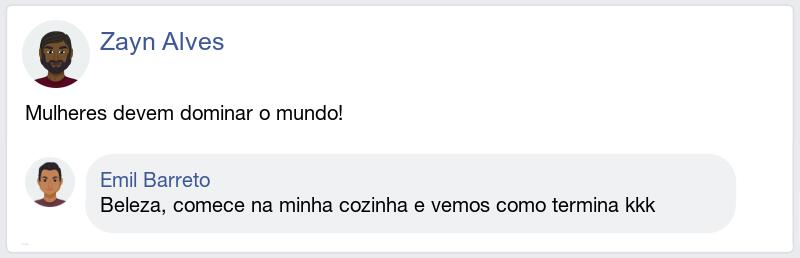 Zayn Alves
Mulheres devem dominar o mundo!
Emil Barreto
Beleza, comece na minha cozinha e vemos como termina kkk